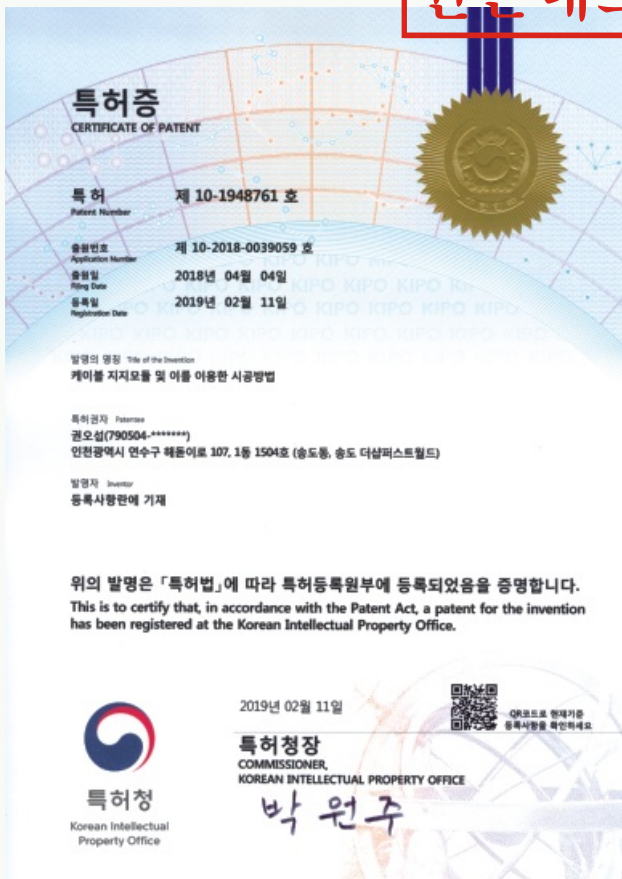 특허증
CERTIFICATE OF PATENT
특허 제 10-1948761 호
Patent Number
출원번호 제 10-2018-0039059 호
Application Number
출원일 2018년 04월 04일
Filing Date
등록일 2019년 02월 11일
Registration Date
발명의 명칭 Title of the Invention
케이블 지지모듈 및 이를 이용한 시공방법
특허권자 Patentee
권오섭(790504-*******)
인천광역시 연수구 해돋이로 107, 1동 1504호 (송도동, 송도 더샵퍼스트월드)
발명자 Inventor
등록사항란에 기재
위의 발명은 「특허법」에 따라 특허등록원부에 등록되었음을 증명합니다.
This is to certify that, in accordance with the Patent Act, a patent for the invention
has been registered at the Korean Intellectual Property Office.
2019년 02월 11일
QR코드로 현재기준
등록사항을 확인하세요
특허청장
COMMISSIONER,
KOREAN INTELLECTUAL PROPERTY OFFICE
박원주
특허청
Korean Intellectual
Property Office